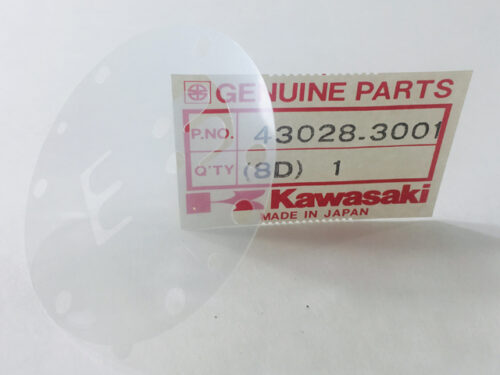 GENUINE PARTS
P.NO. 43028-3001
Q'TY (8D) 1
Kawasaki
MADE IN JAPAN
E